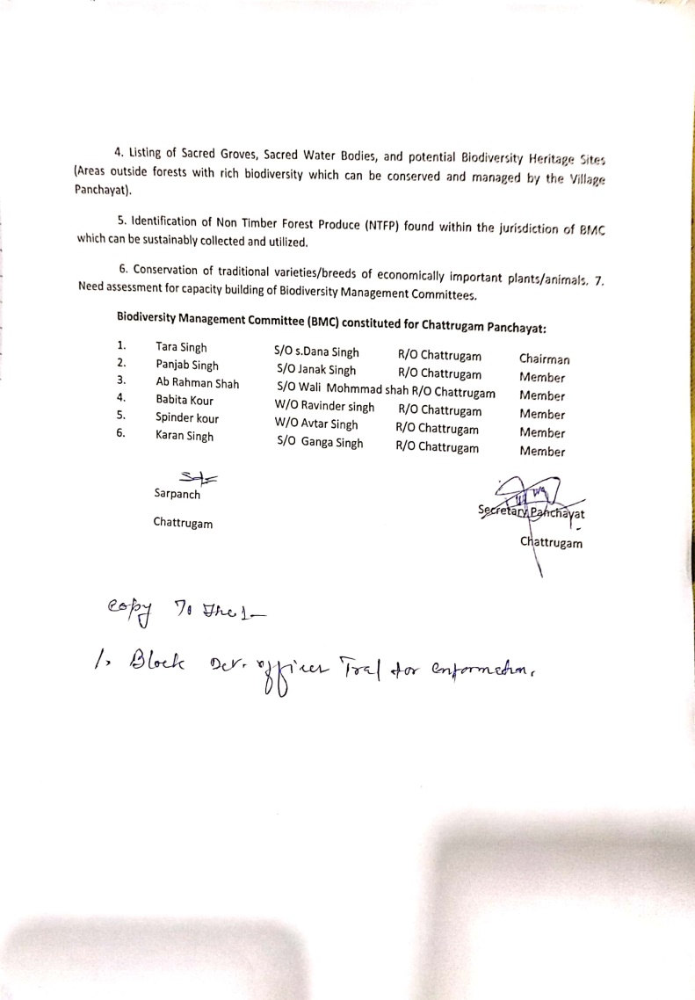 4. Listing of Sacred Groves, Sacred Water Bodies, and potential Biodiversity Heritage Sites
(Areas outside forests with rich biodiversity which can be conserved and managed by the Village
Panchayat).
5. Identification of Non Timber Forest Produce (NTFP) found within the jurisdiction of BMC
which can be sustainably collected and utilized.
6. Conservation of traditional varieties/breeds of economically important plants/animals. 7.
Need assessment for capacity building of Biodiversity Management Committees.
Biodiversity Management Committee (BMC) constituted for Chattrugam Panchayat:
1. Tara Singh S/O s.Dana Singh R/O Chattrugam Chairman
2. Panjab Singh S/O Janak Singh R/O Chattrugam Member
3. Ab Rahman Shah S/O Wali Mohmmad shah R/O Chattrugam Member
4. Babita Kour W/O Ravinder singh R/O Chattrugam Member
5. Spinder kour W/O Avtar Singh R/O Chattrugam Member
6. Karan Singh S/O Ganga Singh R/O Chattrugam Member
Sarpanch
Secretary Panchayat
Chattrugam
Chattrugam
Copy To the :-
1. Block Dev. officer Tral for enformation.